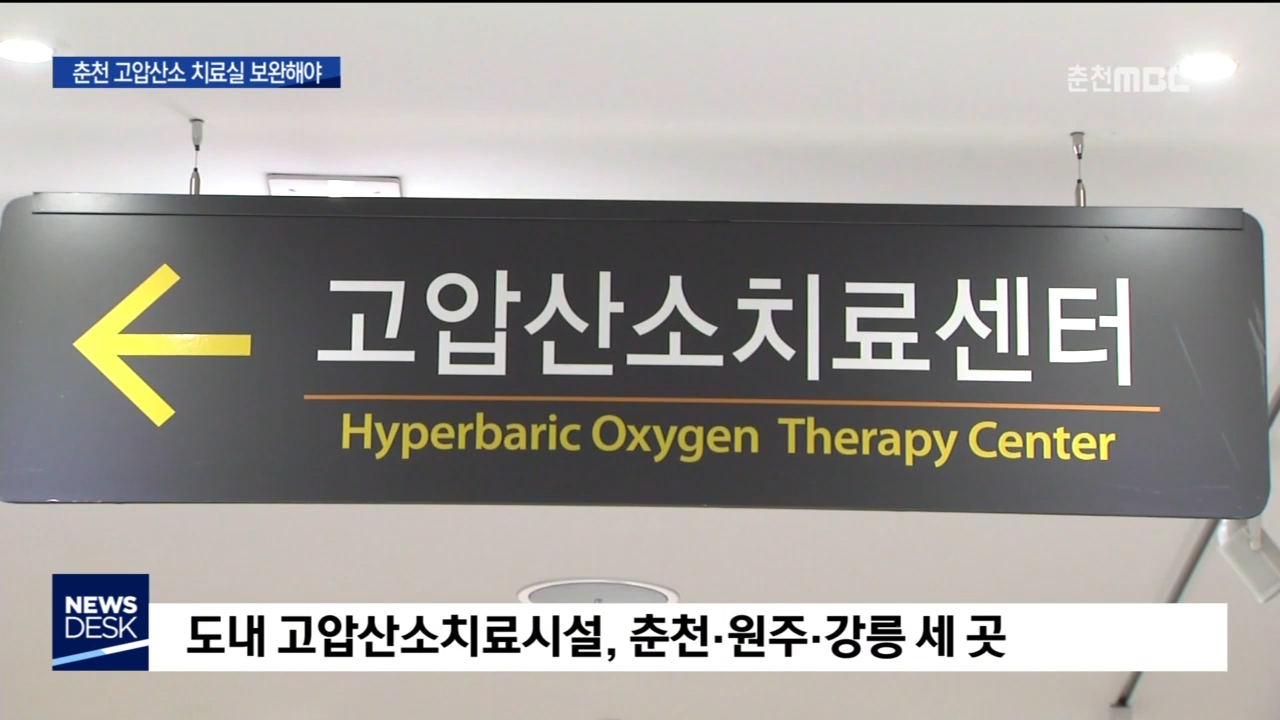 춘천 고압산소 치료실 보완해야
춘천MBC
고압산소치료센터
Hyperbaric Oxygen Therapy Center
NEWS
DESK
도내 고압산소치료시설, 춘천·원주·강릉 세 곳